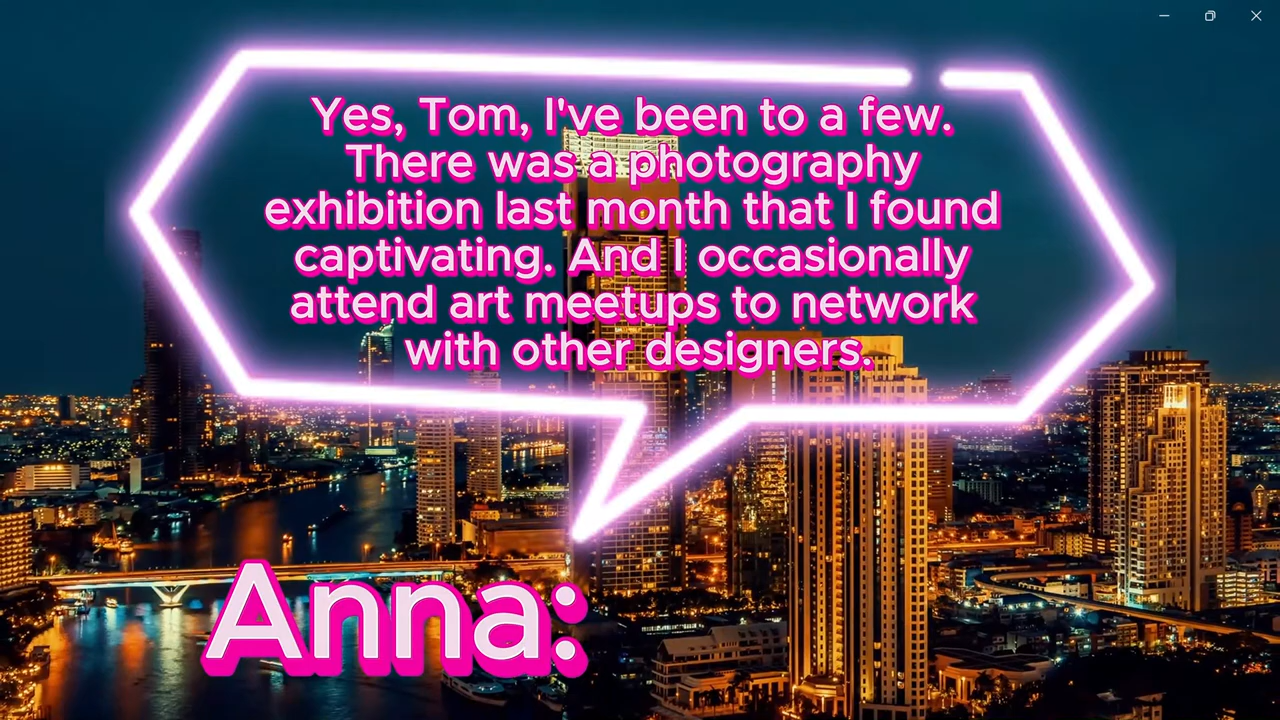 Yes, Tom, I've been to a few.
There was a photography
exhibition last month that I found
captivating. And I occasionally
attend art meetups to network
with other designers.
Anna: